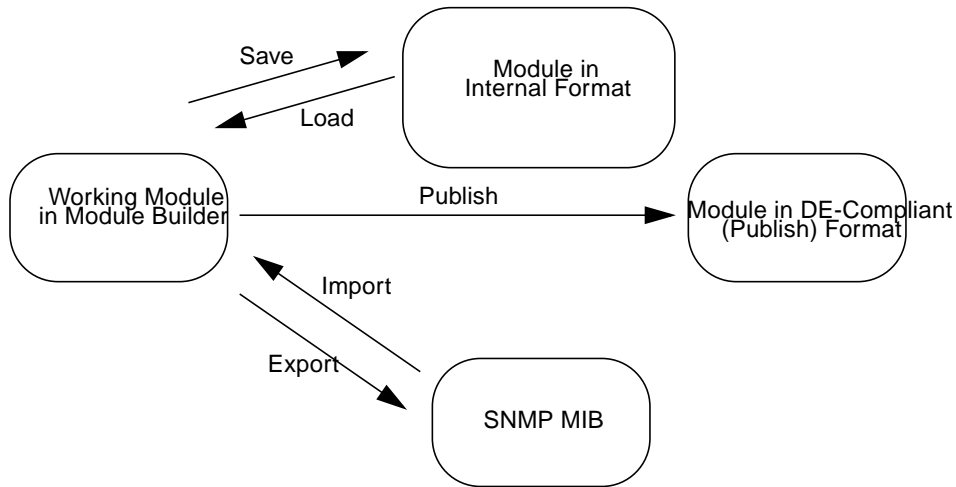 Save
Module in
Internal Format
Load
Working Module
in Module Builder
Publish
Module in DE-Compliant
(Publish) Format
Import
Export
SNMP MIB